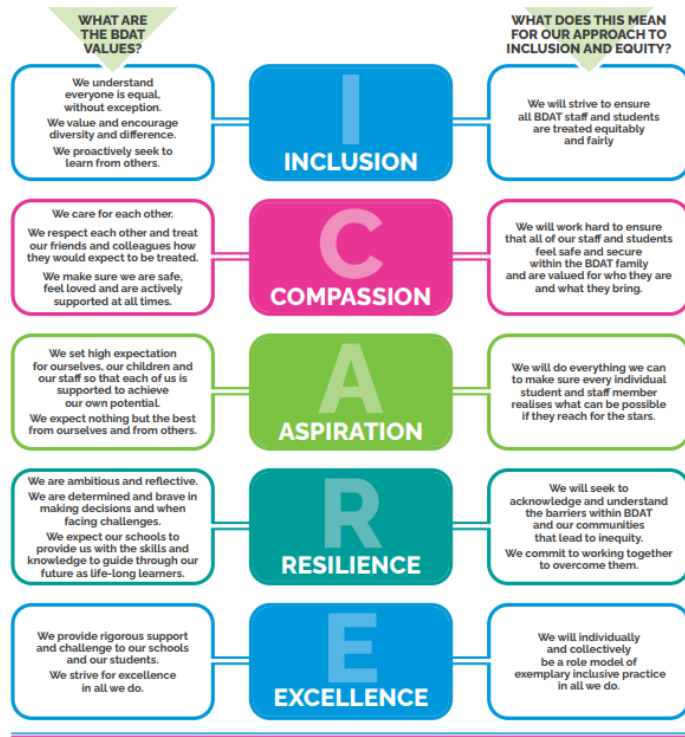 WHAT ARE
THE BDAT
VALUES?
WHAT DOES THIS MEAN
FOR OUR APPROACH TO
INCLUSION AND EQUITY?
We understand
everyone is equal,
without exception.
We value and encourage
diversity and difference.
We proactively seek to
learn from others.
I
INCLUSION
We will strive to ensure
all BDAT staff and students
are treated equitably
and fairly
We care for each other.
We respect each other and treat
our friends and colleagues how
they would expect to be treated.
We make sure we are safe,
feel loved and are actively
supported at all times.
C
COMPASSION
We will work hard to ensure
that all of our staff and students
feel safe and secure
within the BDAT family
and are valued for who they are
and what they bring.
We set high expectation
for ourselves, our children and
our staff so that each of us is
supported to achieve
our own potential.
We expect nothing but the best
from ourselves and from others.
A
ASPIRATION
We will do everything we can
to make sure every individual
student and staff member
realises what can be possible
if they reach for the stars.
We are ambitious and reflective.
We are determined and brave in
making decisions and when
facing challenges.
We expect our schools to
provide us with the skills and
knowledge to guide through our
future as life-long learners.
R
RESILIENCE
We will seek to
acknowledge and understand
the barriers within BDAT
and our communities
that lead to inequity.
We commit to working together
to overcome them.
We provide rigorous support
and challenge to our schools
and our students.
We strive for excellence
in all we do.
E
EXCELLENCE
We will individually
and collectively
be a role model of
exemplary inclusive practice
in all we do.